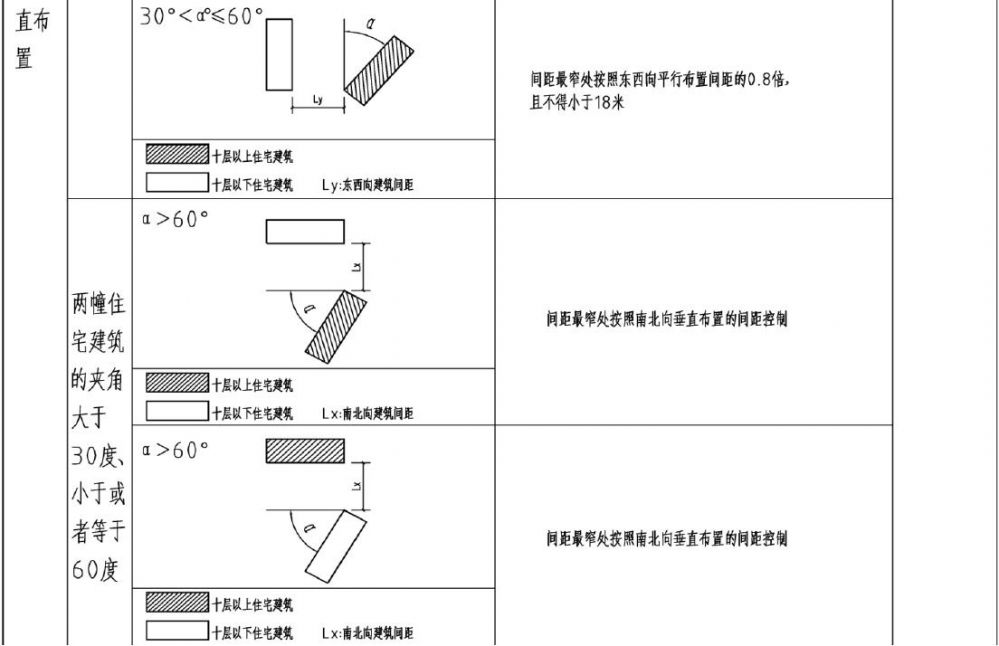 直布
置
30°<α°≤60°
α
Ly
间距最窄处按照东西向平行布置间距的0.8倍,
且不得小于18米
十层以上住宅建筑
十层以下住宅建筑 Ly:东西向建筑间距
两幢住
宅建筑
的夹角
大于
30度、
小于或
者等于
60度
α>60°
Lx
α
间距最窄处按照南北向垂直布置的间距控制
十层以上住宅建筑
十层以下住宅建筑 Lx:南北向建筑间距
α>60°
Lx
α
间距最窄处按照南北向垂直布置的间距控制
十层以上住宅建筑
十层以下住宅建筑 Lx:南北向建筑间距